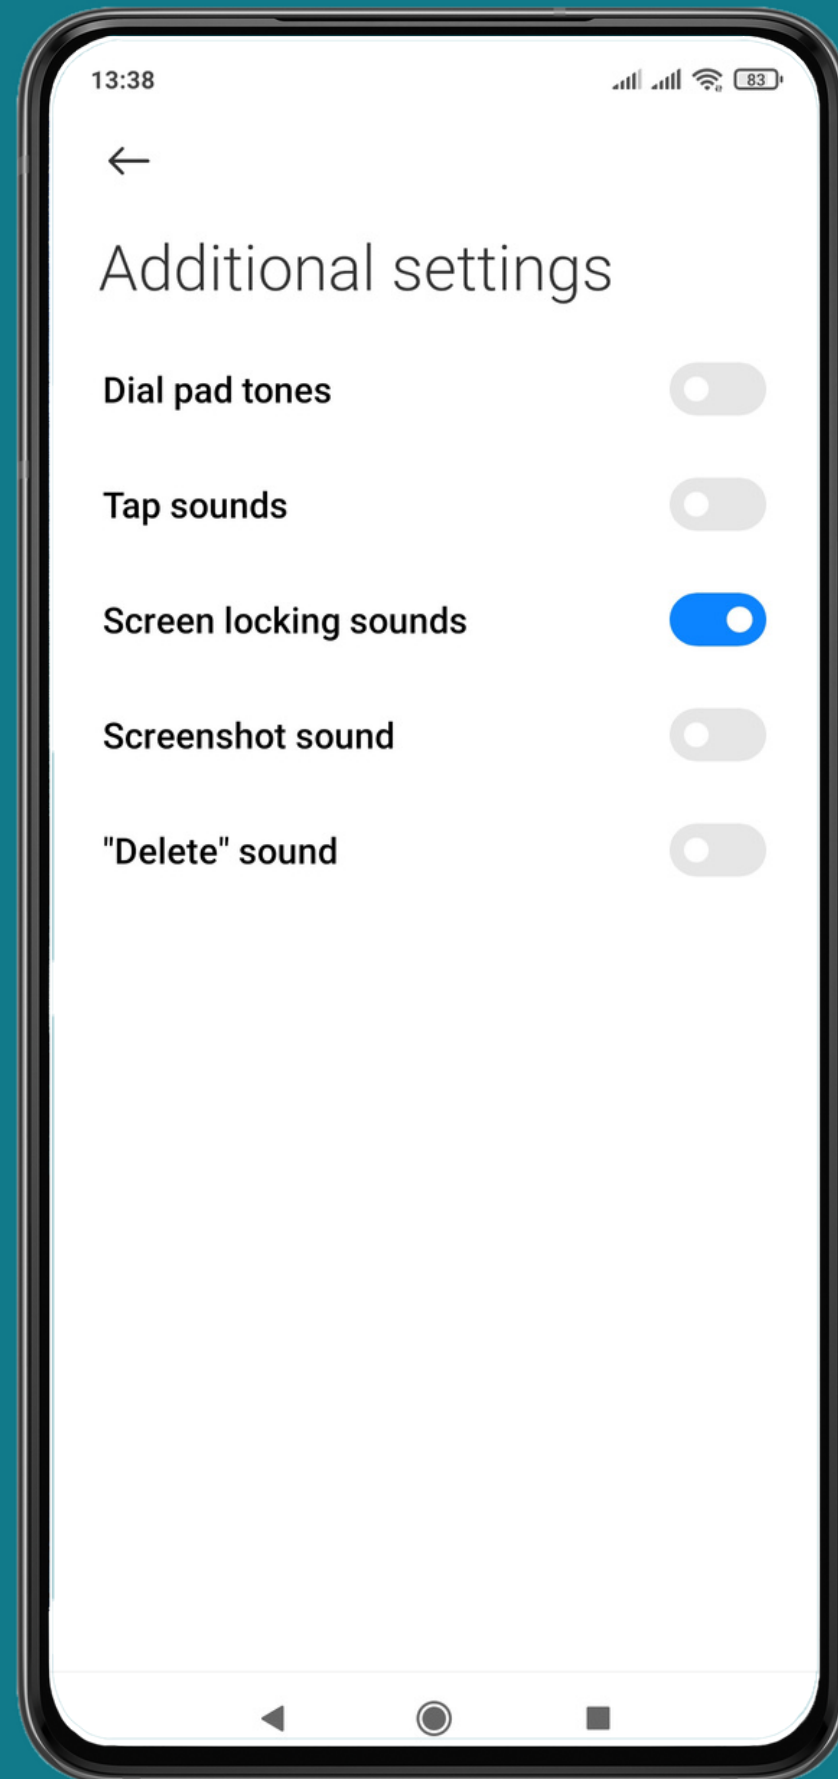 13:38
83
Additional settings
Dial pad tones
Tap sounds
Screen locking sounds
Screenshot sound
"Delete" sound